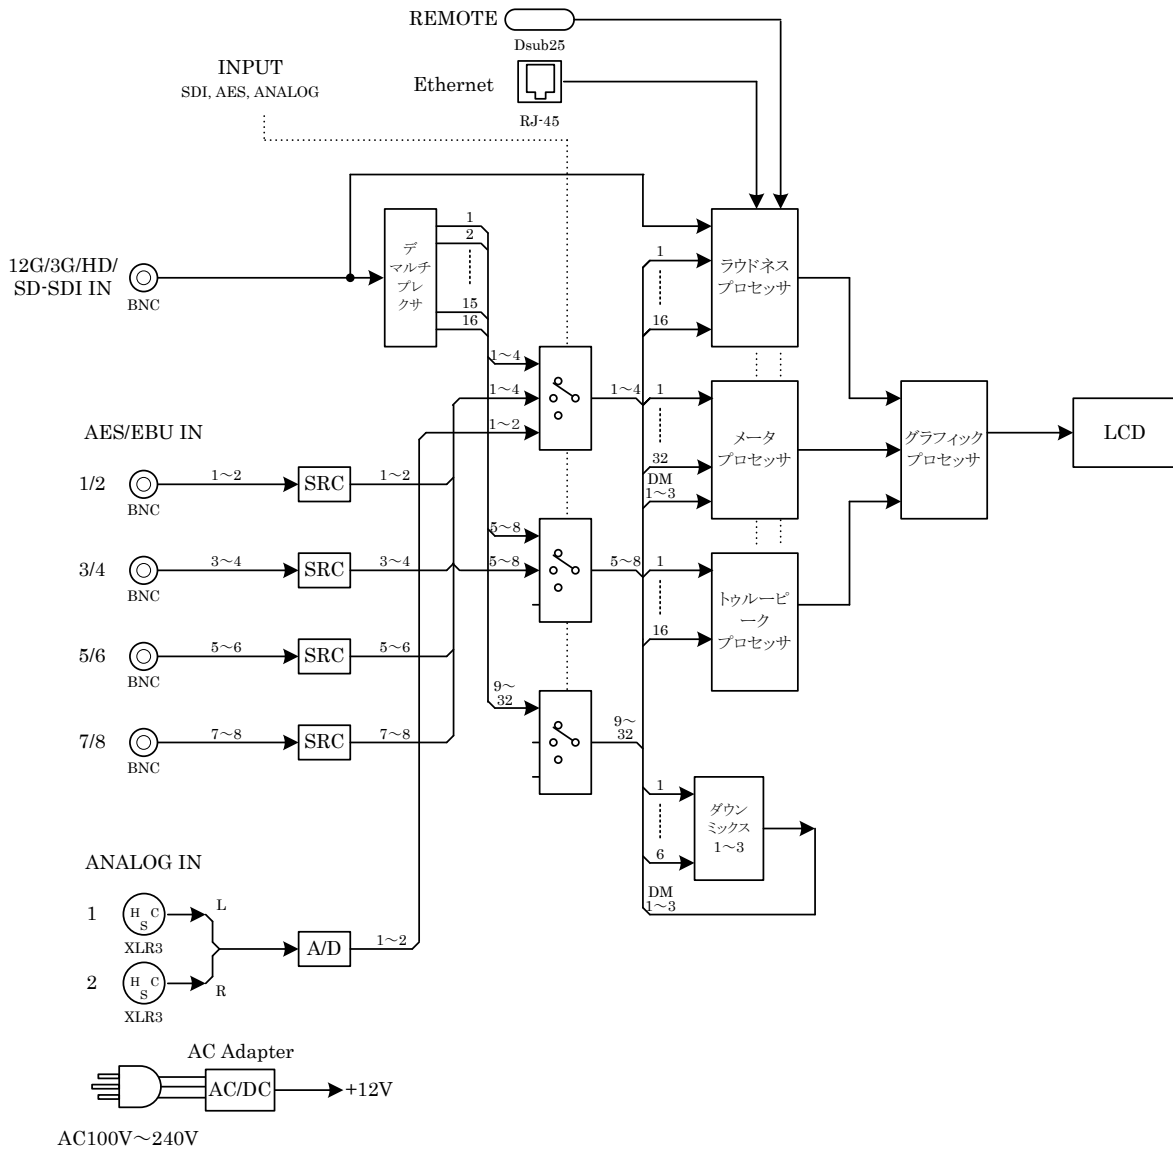 REMOTE
Dsub25
INPUT
SDI, AES, ANALOG
Ethernet
RJ-45
12G/3G/HD/
SD-SDI IN
BNC
デ
マルチ
プレ
クサ
1
2
15
16
1～4
1～4
1～2
1～4
1
16
ラウドネス
プロセッサ
1
32
DM
1～3
メータ
プロセッサ
グラフィック
プロセッサ
LCD
AES/EBU IN
1/2
BNC
1～2
SRC
1～2
3/4
BNC
3～4
SRC
3～4
5～8
5～8
5～8
1
16
トゥルーピ
ーク
プロセッサ
5/6
BNC
5～6
SRC
5～6
7/8
BNC
7～8
SRC
7～8
9～
32
9～
32
1
6
ダウン
ミックス
1～3
DM
1～3
ANALOG IN
1
H C
S
XLR3
L
2
H C
S
XLR3
R
A/D
1～2
AC Adapter
AC/DC
+12V
AC100V～240V